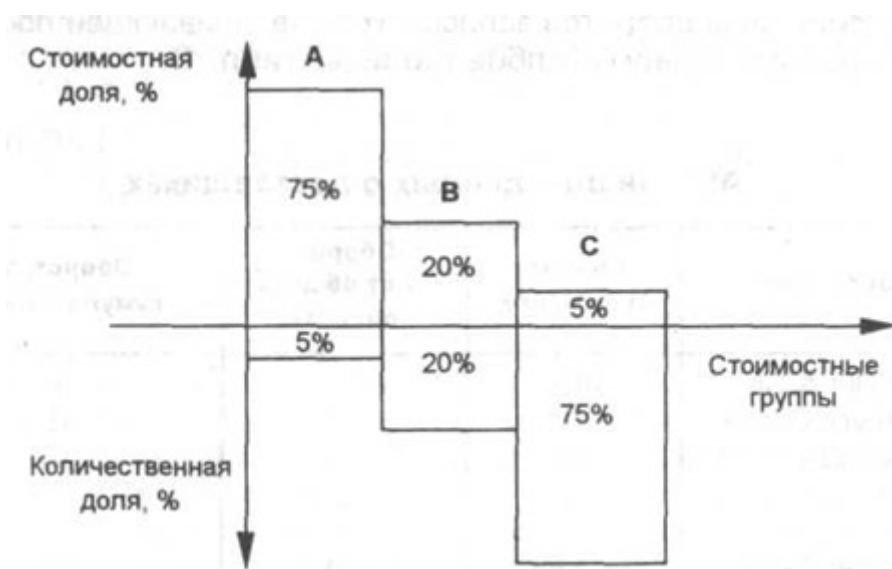 Стоимостная
доля, %
A
75%
B
20%
C
5%
5%
20%
75%
Стоимостные
группы
Количественная
доля, %